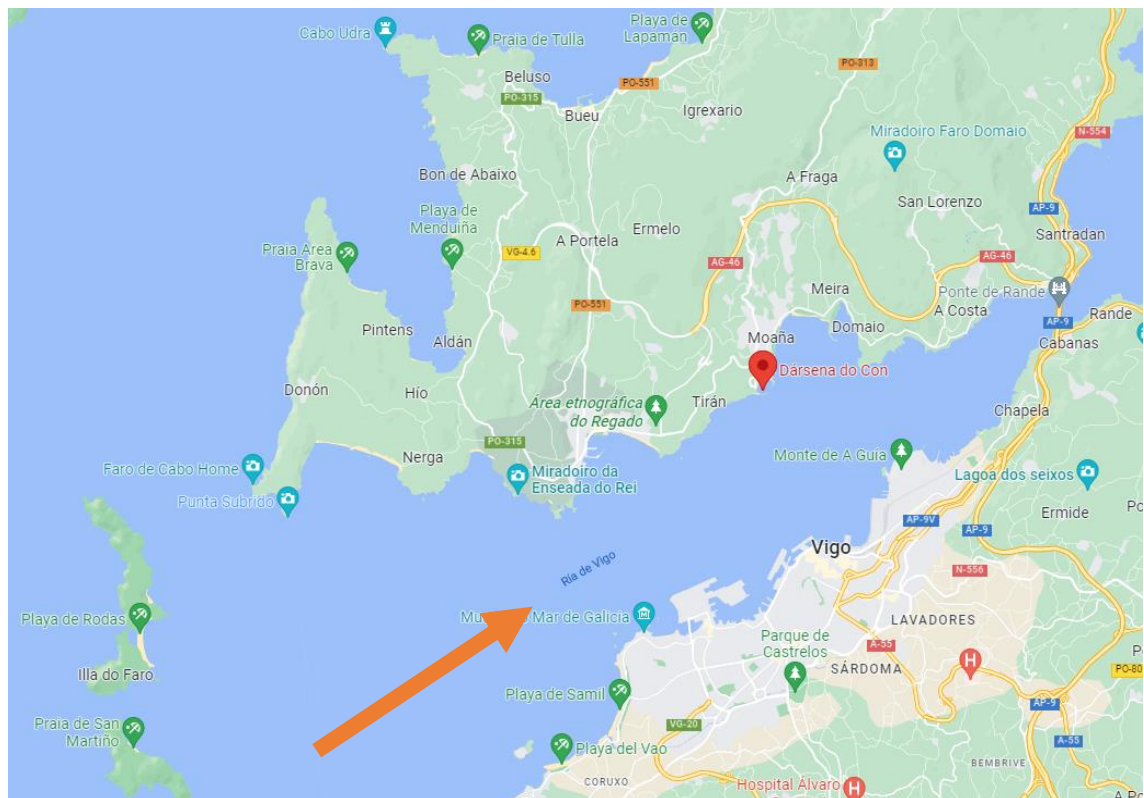 Cabo Udra
Praia de Tulla
Playa de
Lapamán
Beluso
PO-551
PO-313
PO-315
Bueu
Igrexario
N-554
Miradoiro Faro Domaio
Bon de Abaixo
A Fraga
AP-9
San Lorenzo
Playa de
Menduiña
Ermelo
Santradan
Praia Area
Brava
VG-4.6
A Portela
AG-46
AG-46
Meira
Ponte de Rande
PO-551
A Costa
Rande
Pintens
Domaio
AP-9
Aldán
Moaña
Cabanas
Dársena do Con
Donón
Hío
Área etnográfica
do Regado
Tirán
Chapela
PO-315
Nerga
Monte de A Guía
Faro de Cabo Home
Miradoiro da
Enseada do Rei
Lagoa dos seixos
Punta Subrido
Ermide
AP-9V
AP-9
Vigo
Ría de Vigo
N-556
Playa de Rodas
Mar de Galicia
LAVADORES
Parque de
Castrelos
A-55
Illa do Faro
SÁRDOMA
PO-80
Playa de Samil
AP-9
Praia de San
Martiño
VG-20
A-55
Playa del Vao
BEMBRIVE
CORUXO
Hospital Álvaro